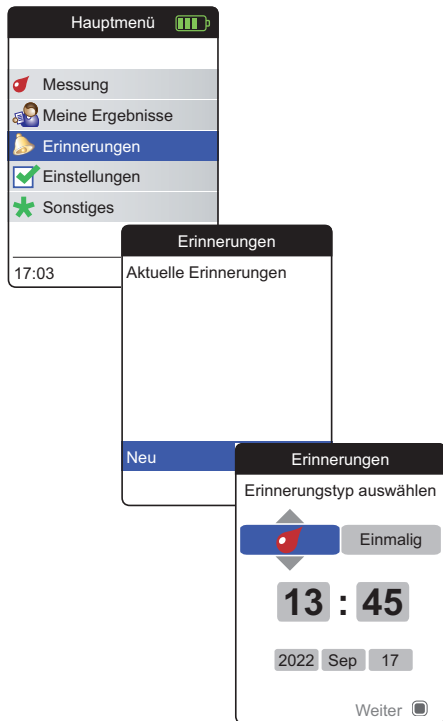 Hauptmenü
Messung
Meine Ergebnisse
Erinnerungen
Einstellungen
Sonstiges
17:03
Erinnerungen
Aktuelle Erinnerungen
Neu
Erinnerungen
Erinnerungstyp auswählen
Einmalig
13 : 45
2022 Sep 17
Weiter